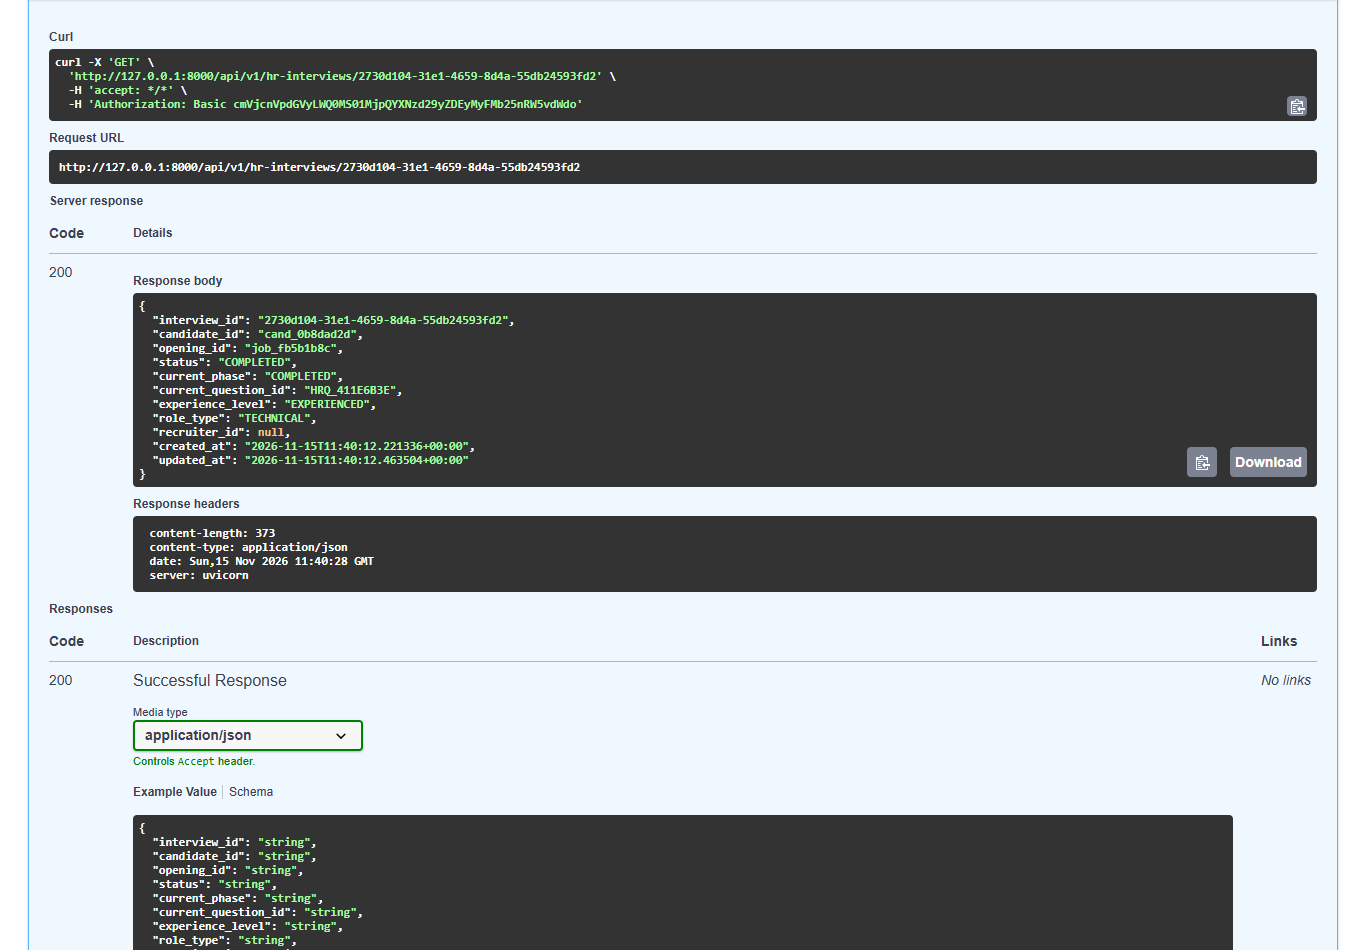 Curl
curl -X 'GET' \
'http://127.0.0.1:8000/api/v1/hr-interviews/2730d104-31e1-4659-8d4a-55db24593fd2' \
-H 'accept: */*' \
-H 'Authorization: Basic cmVjcnVpdGVyLWQ0MS01MjpQYXNzd29yZDEyMyFMb25nRW5vdWdo'
Request URL
http://127.0.0.1:8000/api/v1/hr-interviews/2730d104-31e1-4659-8d4a-55db24593fd2
Server response
Code Details
200
Response body
{
"interview_id": "2730d104-31e1-4659-8d4a-55db24593fd2",
"candidate_id": "cand_0b8dad2d",
"opening_id": "job_fb5b1b8c",
"status": "COMPLETED",
"current_phase": "COMPLETED",
"current_question_id": "HRQ_411E6B3E",
"experience_level": "EXPERIENCED",
"role_type": "TECHNICAL",
"recruiter_id": null,
"created_at": "2026-11-15T11:40:12.221336+00:00",
"updated_at": "2026-11-15T11:40:12.463504+00:00"
}
Download
Response headers
content-length: 373
content-type: application/json
date: Sun,15 Nov 2026 11:40:28 GMT
server: uvicorn
Responses
Code Description Links
200 Successful Response No links
Media type
application/json
Controls Accept header.
Example Value Schema
{
"interview_id": "string",
"candidate_id": "string",
"opening_id": "string",
"status": "string",
"current_phase": "string",
"current_question_id": "string",
"experience_level": "string",
"role_type": "string",